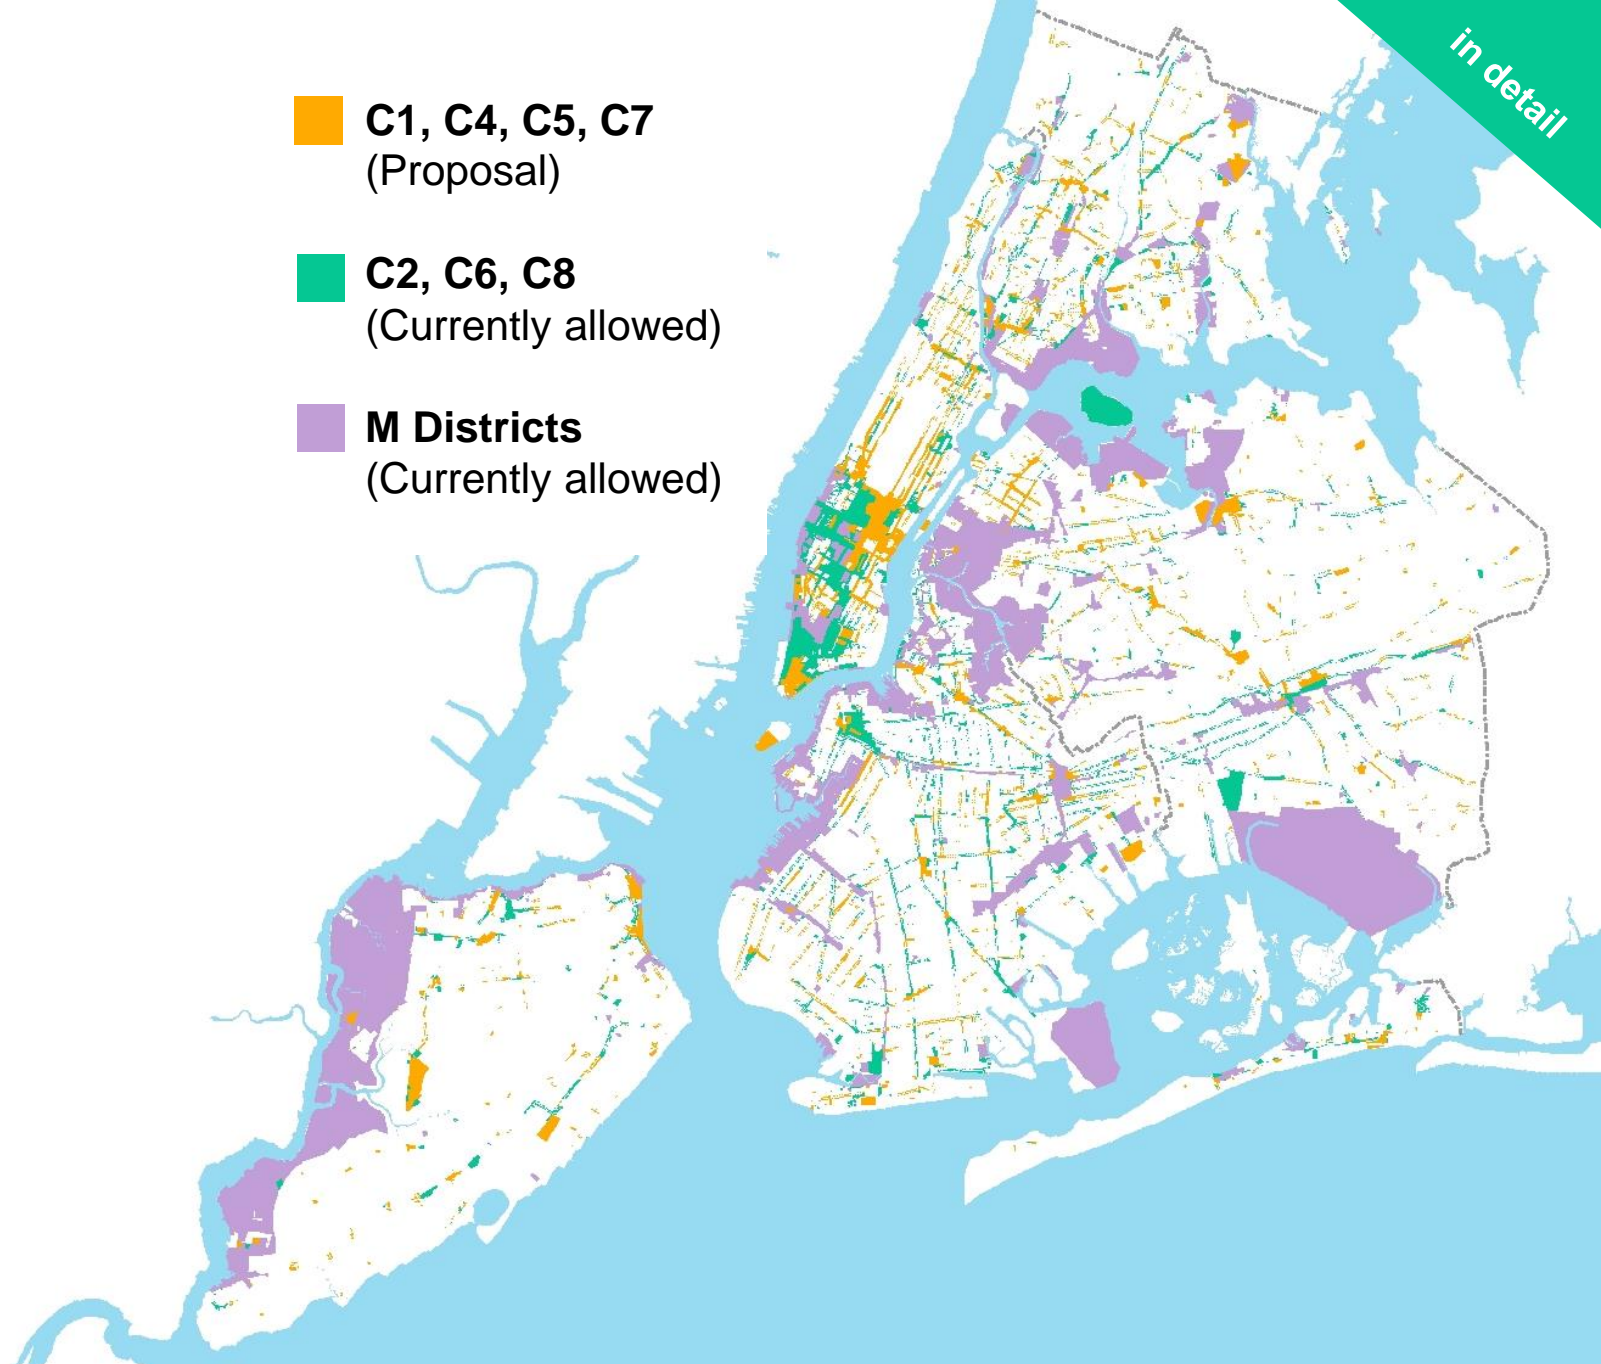 in detail
C1, C4, C5, C7
(Proposal)
C2, C6, C8
(Currently allowed)
M Districts
(Currently allowed)